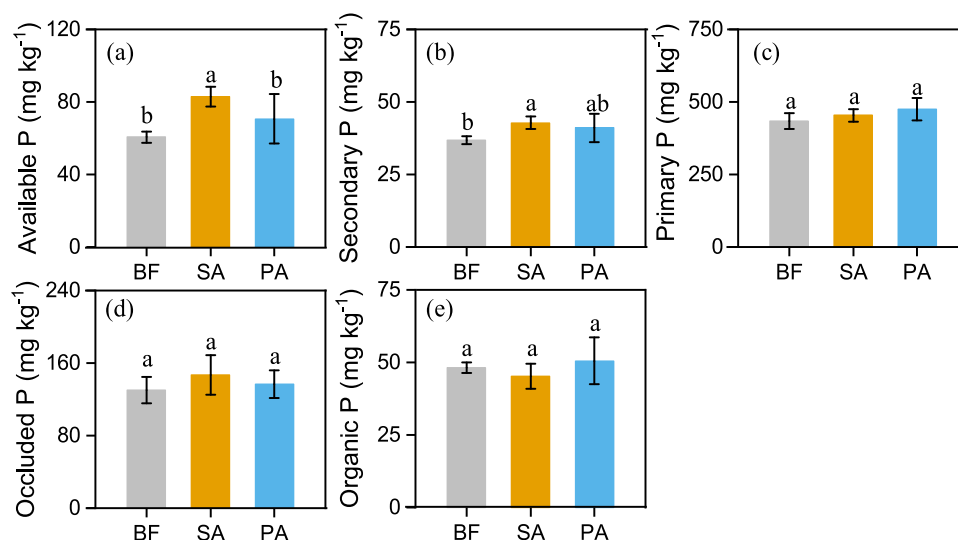 (a)
Available P (mg kg⁻¹)
120
80
40
0
b
a
b
BF SA PA
(b)
Secondary P (mg kg⁻¹)
75
50
25
0
b
a
ab
BF SA PA
(c)
Primary P (mg kg⁻¹)
750
500
250
0
a
a
a
BF SA PA
(d)
Occluded P (mg kg⁻¹)
240
160
80
0
a
a
a
BF SA PA
(e)
Organic P (mg kg⁻¹)
75
50
25
0
a
a
a
BF SA PA